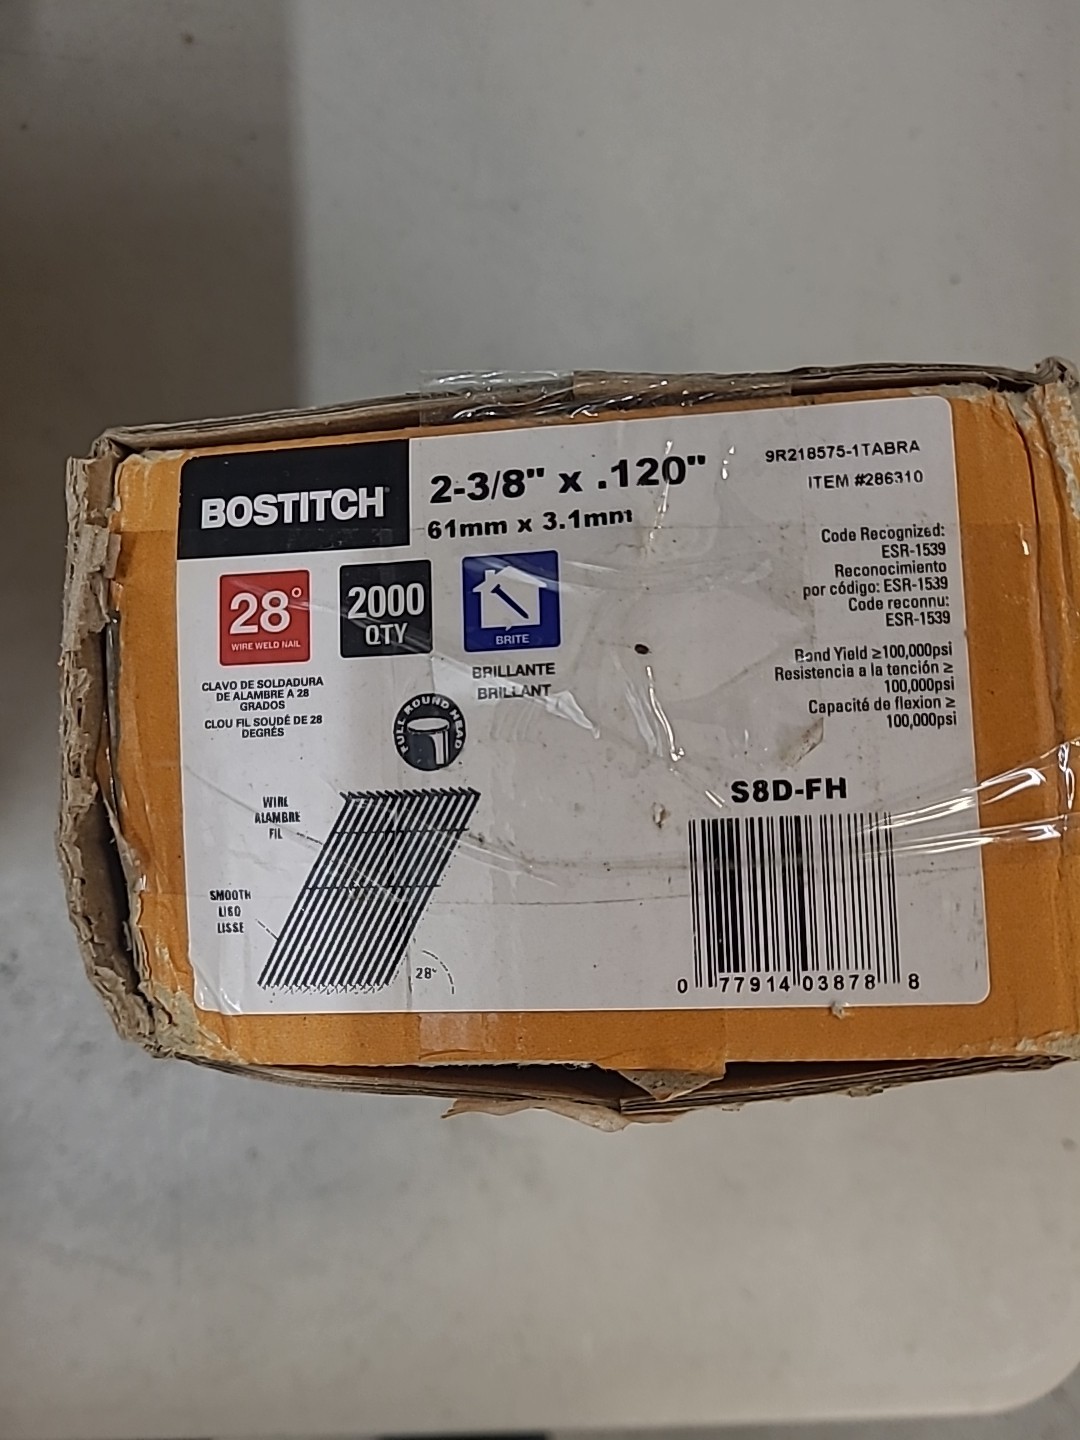 BOSTITCH
2-3/8" x .120"
61mm x 3.1mm
9R218575-1TABRA
ITEM #286310
28°
WIRE WELD NAIL
2000
QTY
BRITE
CLAVO DE SOLDADURA
DE ALAMBRE A 28
GRADOS
CLOU FIL SOUDÉ DE 28
DEGRÉS
BRILLANTE
BRILLANT
FULL ROUND HEAD
Code Recognized:
ESR-1539
Reconocimiento
por código: ESR-1539
Code reconnu:
ESR-1539
Bond Yield ≥100,000psi
Resistencia a la tención ≥
100,000psi
Capacité de flexion ≥
100,000psi
WIRE
ALAMBRE
FIL
SMOOTH
LISO
LISSE
28°
S8D-FH
0 77914 03878 8